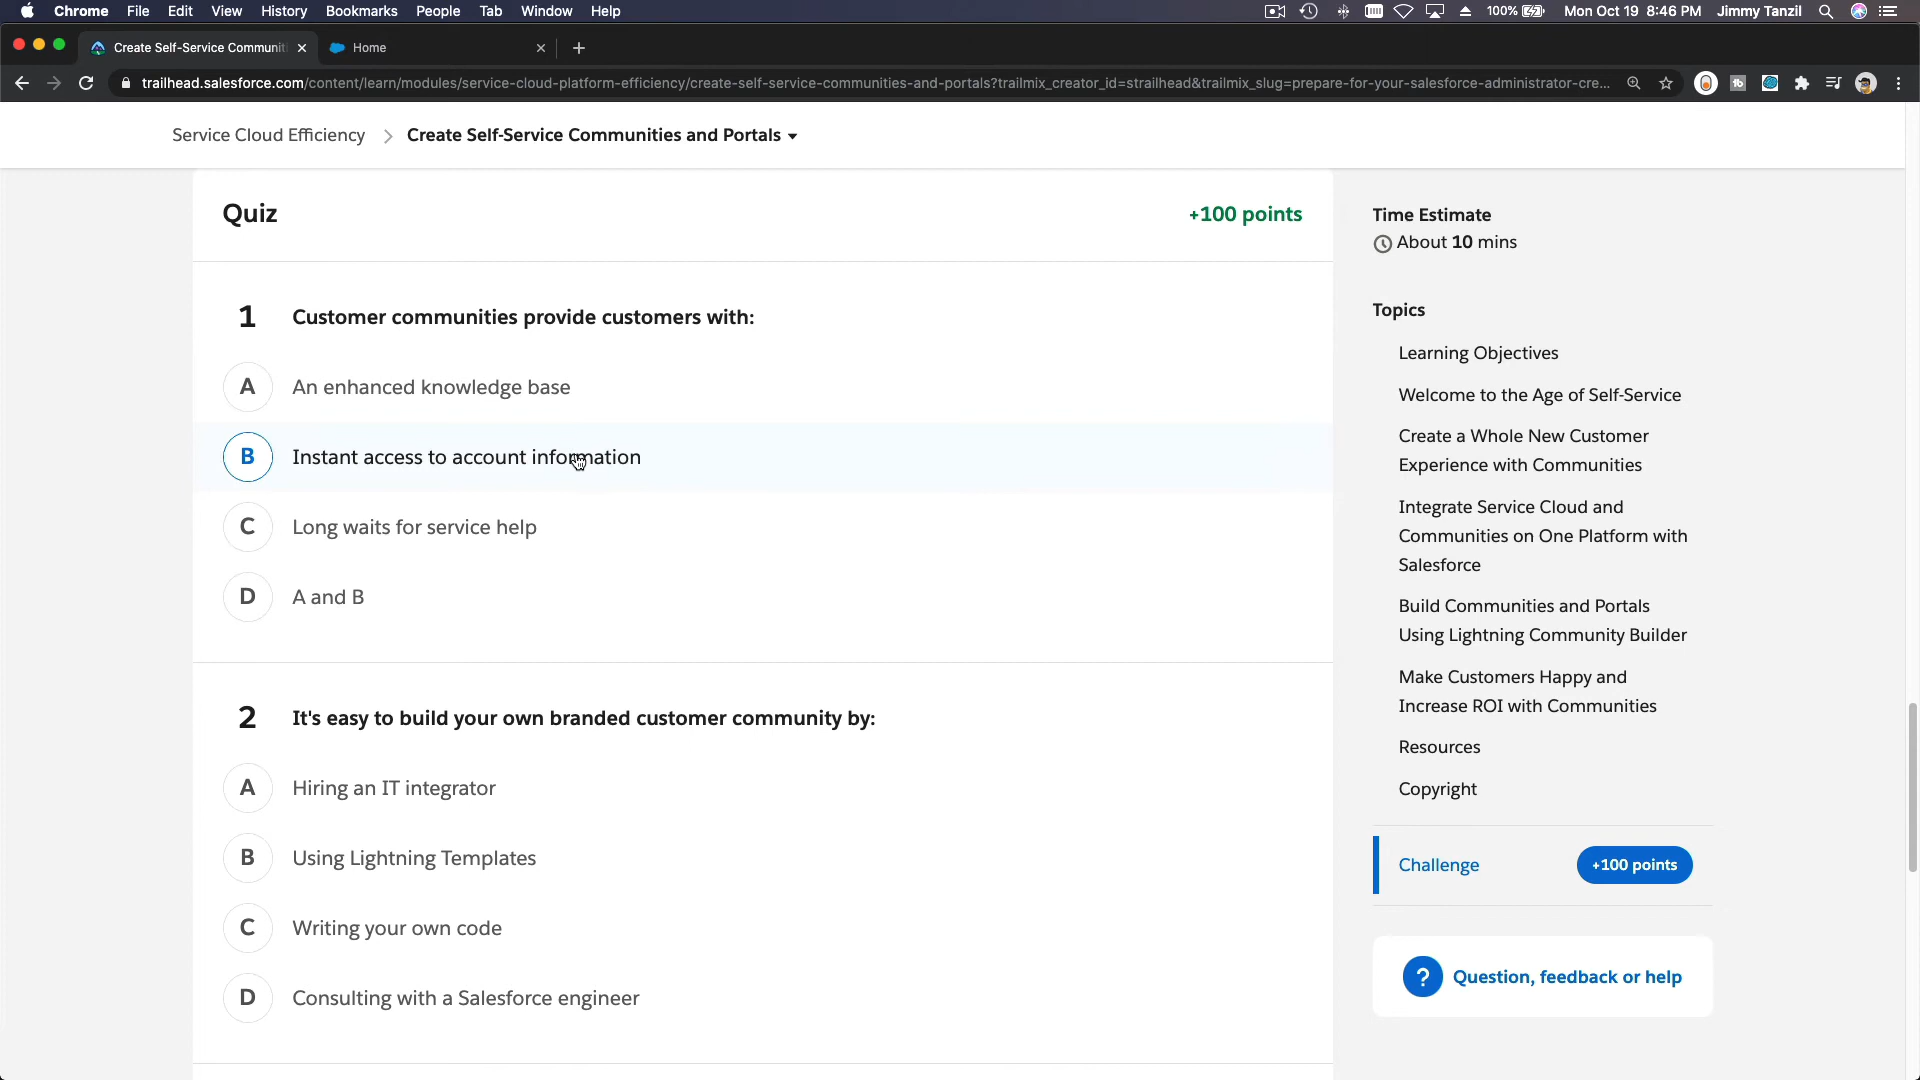 Chrome File Edit View History Bookmarks People Tab Window Help
100% Mon Oct 19 8:46 PM Jimmy Tanzil
Create Self-Service Communiti
Home
trailhead.salesforce.com/content/learn/modules/service-cloud-platform-efficiency/create-self-service-communities-and-portals?trailmix_creator_id=strailhead&trailmix_slug=prepare-for-your-salesforce-administrator-cre...
Service Cloud Efficiency > Create Self-Service Communities and Portals
Quiz
+100 points
1 Customer communities provide customers with:
A An enhanced knowledge base
B Instant access to account information
C Long waits for service help
D A and B
2 It's easy to build your own branded customer community by:
A Hiring an IT integrator
B Using Lightning Templates
C Writing your own code
D Consulting with a Salesforce engineer
Time Estimate
About 10 mins
Topics
Learning Objectives
Welcome to the Age of Self-Service
Create a Whole New Customer
Experience with Communities
Integrate Service Cloud and
Communities on One Platform with
Salesforce
Build Communities and Portals
Using Lightning Community Builder
Make Customers Happy and
Increase ROI with Communities
Resources
Copyright
Challenge
+100 points
? Question, feedback or help